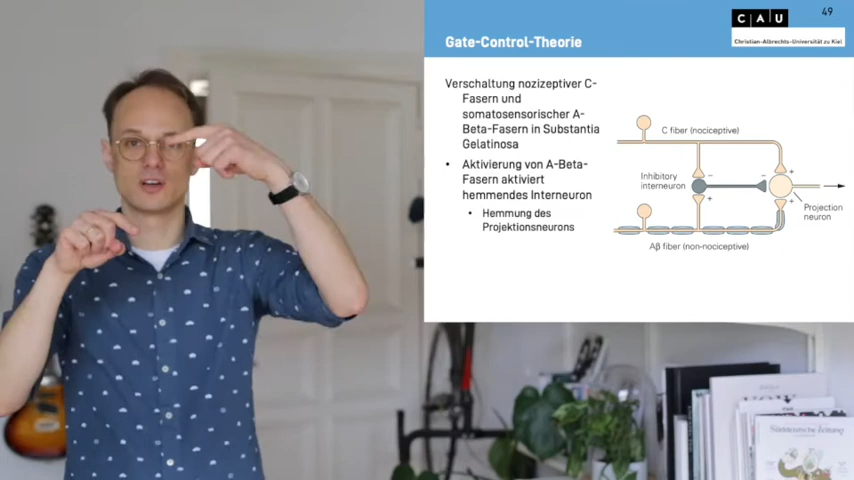 49
C|A|U
Christian-Albrechts-Universität zu Kiel
Gate-Control-Theorie
Verschaltung nozizeptiver C-
Fasern und
somatosensorischer A-
Beta-Fasern in Substantia
Gelatinosa
• Aktivierung von A-Beta-
Fasern aktiviert
hemmendes Interneuron
• Hemmung des
Projektionsneurons
C fiber (nociceptive)
Inhibitory
interneuron
–
–
+
+
+
Projection
neuron
Aβ fiber (non-nociceptive)
Süddeutsche Zeitung